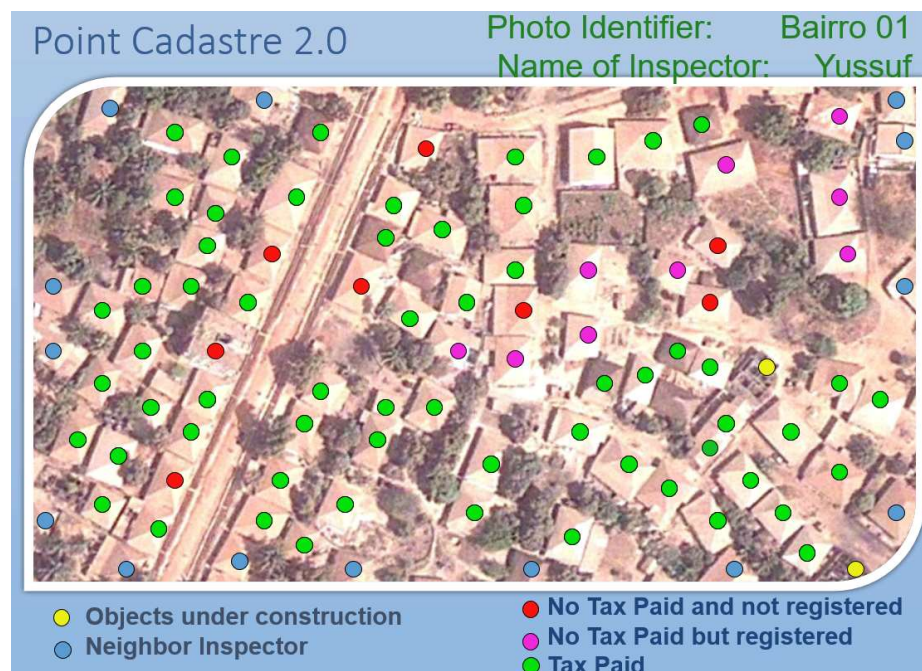 Point Cadastre 2.0
Photo Identifier: Bairro 01
Name of Inspector: Yussuf
Objects under construction
Neighbor Inspector
No Tax Paid and not registered
No Tax Paid but registered
Tax Paid